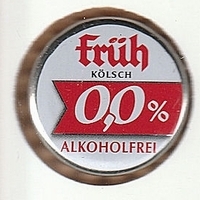 früh
KÖLSCH
0,0%
ALKOHOLFREI